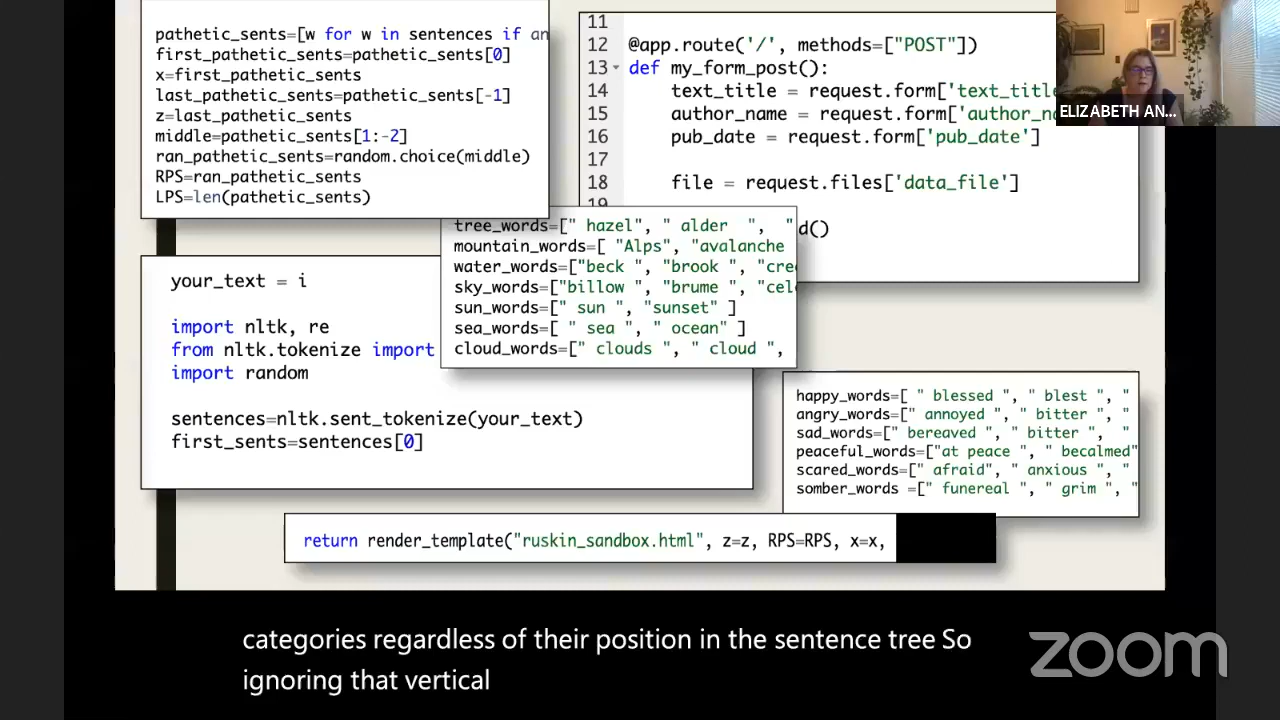 pathetic_sents=[w for w in sentences if an
first_pathetic_sents=pathetic_sents[0]
x=first_pathetic_sents
last_pathetic_sents=pathetic_sents[-1]
z=last_pathetic_sents
middle=pathetic_sents[1:-2]
ran_pathetic_sents=random.choice(middle)
RPS=ran_pathetic_sents
LPS=len(pathetic_sents)
11
12 @app.route('/', methods=["POST"])
13 def my_form_post():
14 text_title = request.form['text_title
15 author_name = request.form['author_na
16 pub_date = request.form['pub_date']
17
18 file = request.files['data_file']
19
d()
ELIZABETH AN...
tree_words=[" hazel", " alder  ",  "
mountain_words=[ "Alps", "avalanche
water_words=["beck ", "brook ", "cree
sky_words=["billow ", "brume ", "cele
sun_words=[" sun ", "sunset" ]
sea_words=[ " sea ", " ocean" ]
cloud_words=[" clouds ", " cloud ",
your_text = i
import nltk, re
from nltk.tokenize import
import random
sentences=nltk.sent_tokenize(your_text)
first_sents=sentences[0]
happy_words=[ " blessed ", " blest ", "
angry_words=[" annoyed ", " bitter ", "
sad_words=[" bereaved ", " bitter ", "
peaceful_words=["at peace ", " becalmed"
scared_words=[" afraid", " anxious ", "
somber_words =[" funereal ", " grim ", "
return render_template("ruskin_sandbox.html", z=z, RPS=RPS, x=x,
categories regardless of their position in the sentence tree So
ignoring that vertical
zoom